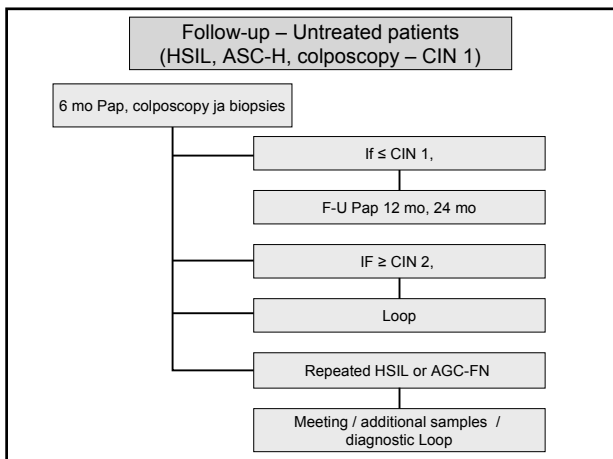 Follow-up – Untreated patients
(HSIL, ASC-H, colposcopy – CIN 1)
6 mo Pap, colposcopy ja biopsies
If ≤ CIN 1,
F-U Pap 12 mo, 24 mo
IF ≥ CIN 2,
Loop
Repeated HSIL or AGC-FN
Meeting / additional samples /
diagnostic Loop